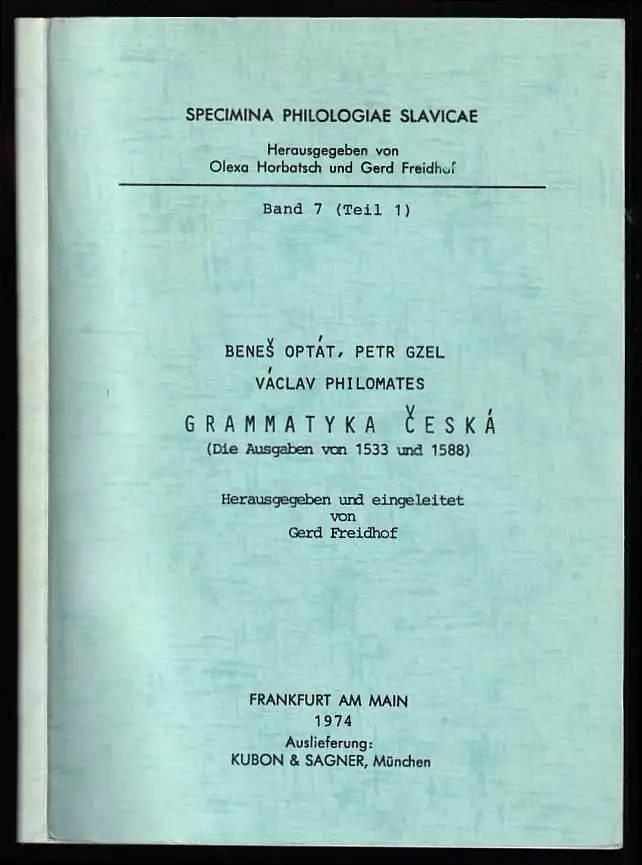 SPECIMINA PHILOLOGIAE SLAVICAE
Herausgegeben von
Olexa Horbatsch und Gerd Freidhof
Band 7 (Teil 1)
BENEŠ OPTÁT, PETR GZEL
VÁCLAV PHILOMATES
GRAMMATYKA ČESKÁ
(Die Ausgaben von 1533 und 1588)
Herausgegeben und eingeleitet
von
Gerd Freidhof
FRANKFURT AM MAIN
1974
Auslieferung:
KUBON & SAGNER, München